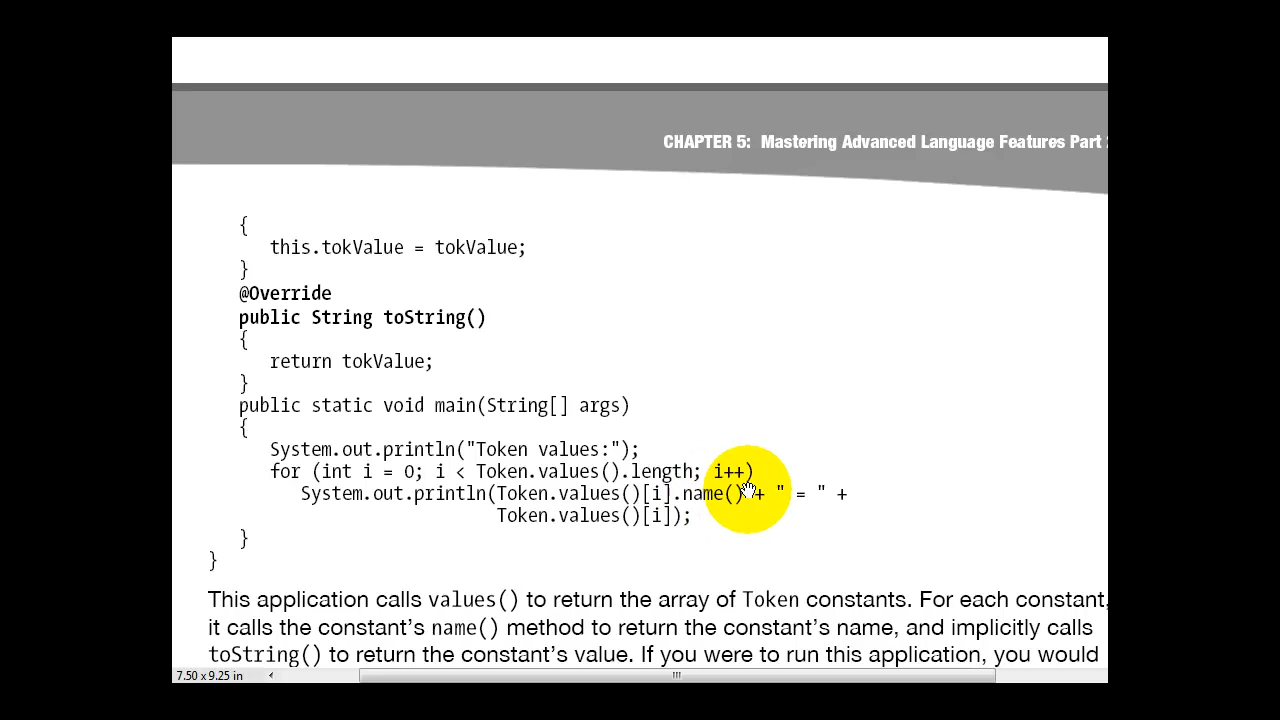 CHAPTER 5: Mastering Advanced Language Features Part
{
this.tokValue = tokValue;
}
@Override
public String toString()
{
return tokValue;
}
public static void main(String[] args)
{
System.out.println("Token values:");
for (int i = 0; i < Token.values().length; i++)
System.out.println(Token.values()[i].name() + " = " +
Token.values()[i]);
}
}
This application calls values() to return the array of Token constants. For each constant,
it calls the constant’s name() method to return the constant’s name, and implicitly calls
toString() to return the constant’s value. If you were to run this application, you would
7.50 x 9.25 in